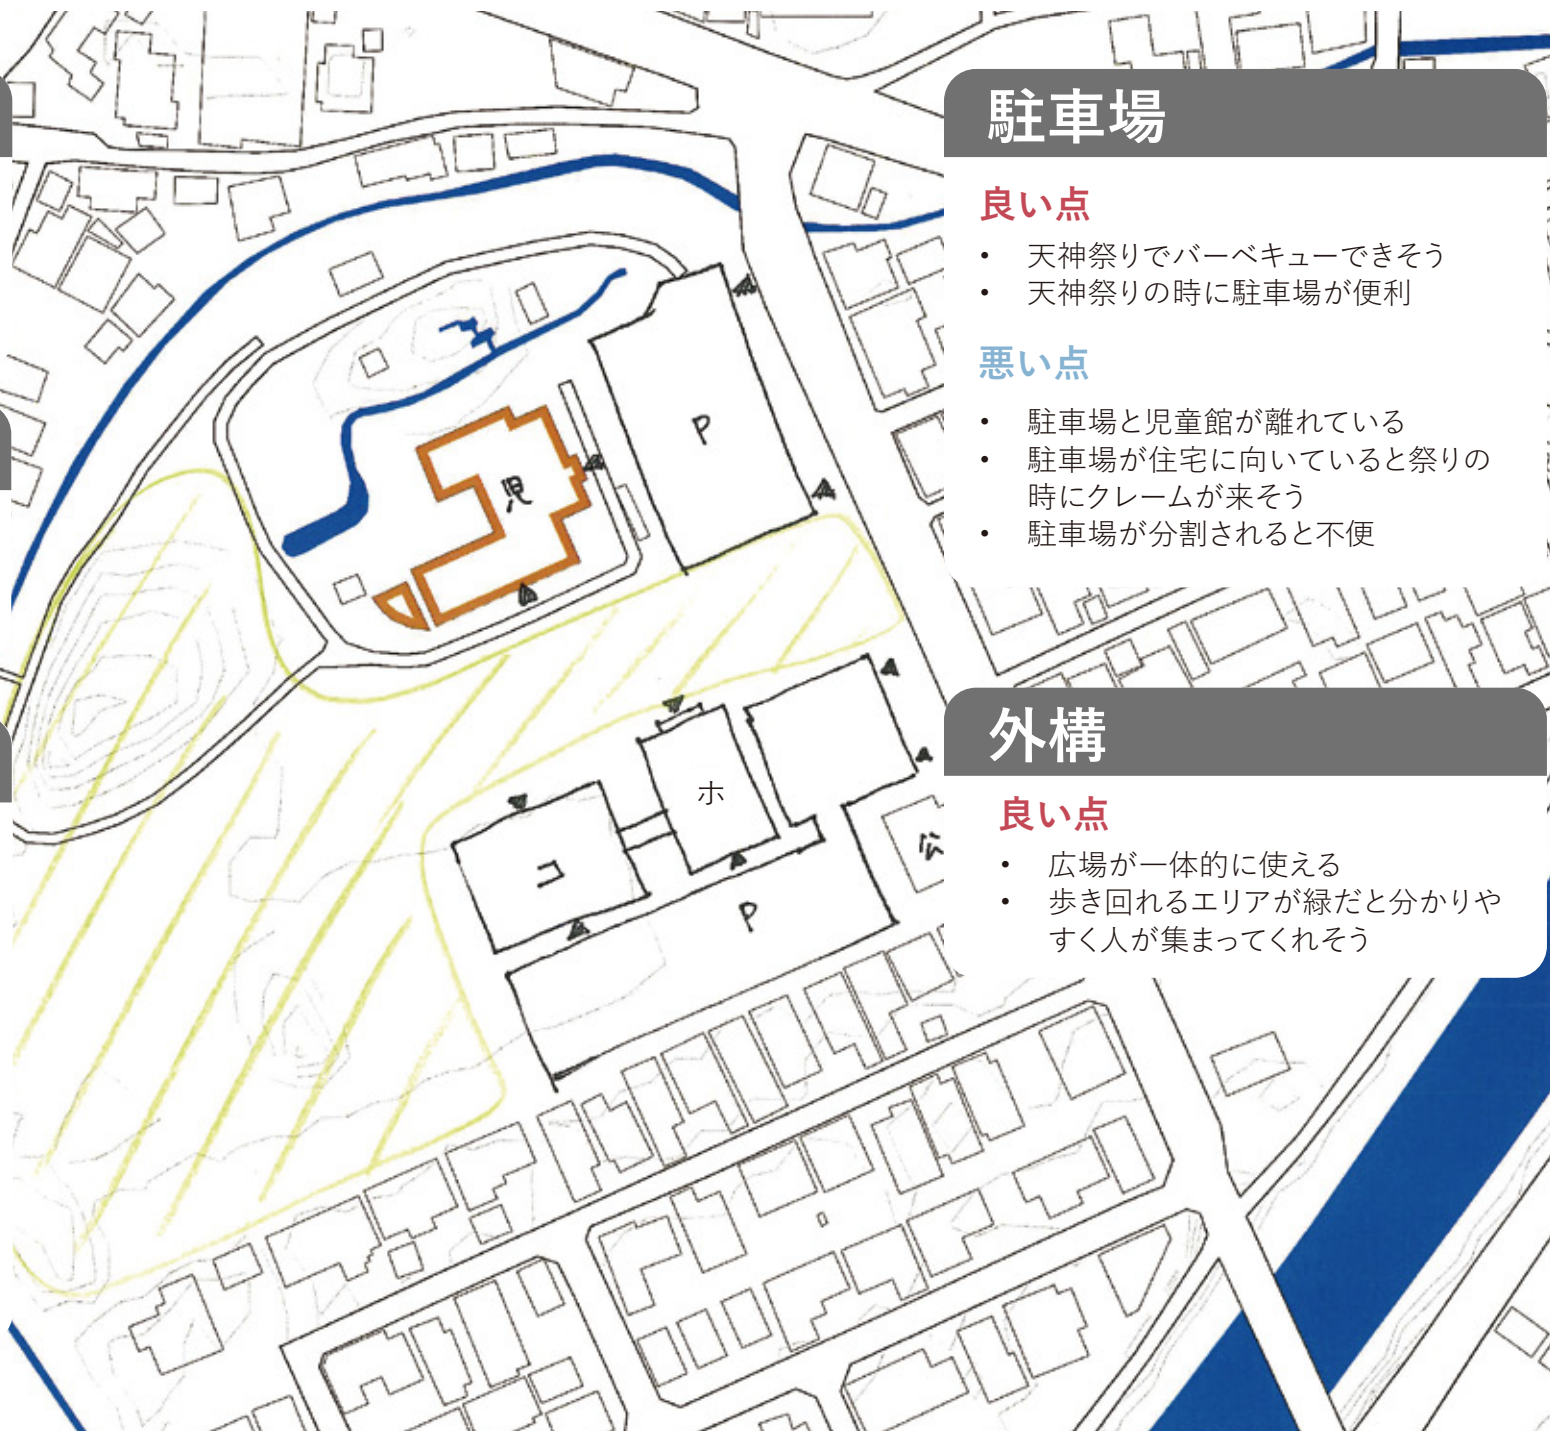 駐車場
良い点
• 天神祭りでバーベキューできそう
• 天神祭りの時に駐車場が便利
悪い点
• 駐車場と児童館が離れている
• 駐車場が住宅に向いていると祭りの
時にクレームが来そう
• 駐車場が分割されると不便
P
児
外構
良い点
• 広場が一体的に使える
• 歩き回れるエリアが緑だと分かりや
すく人が集まってくれそう
ホ
コ
公
P